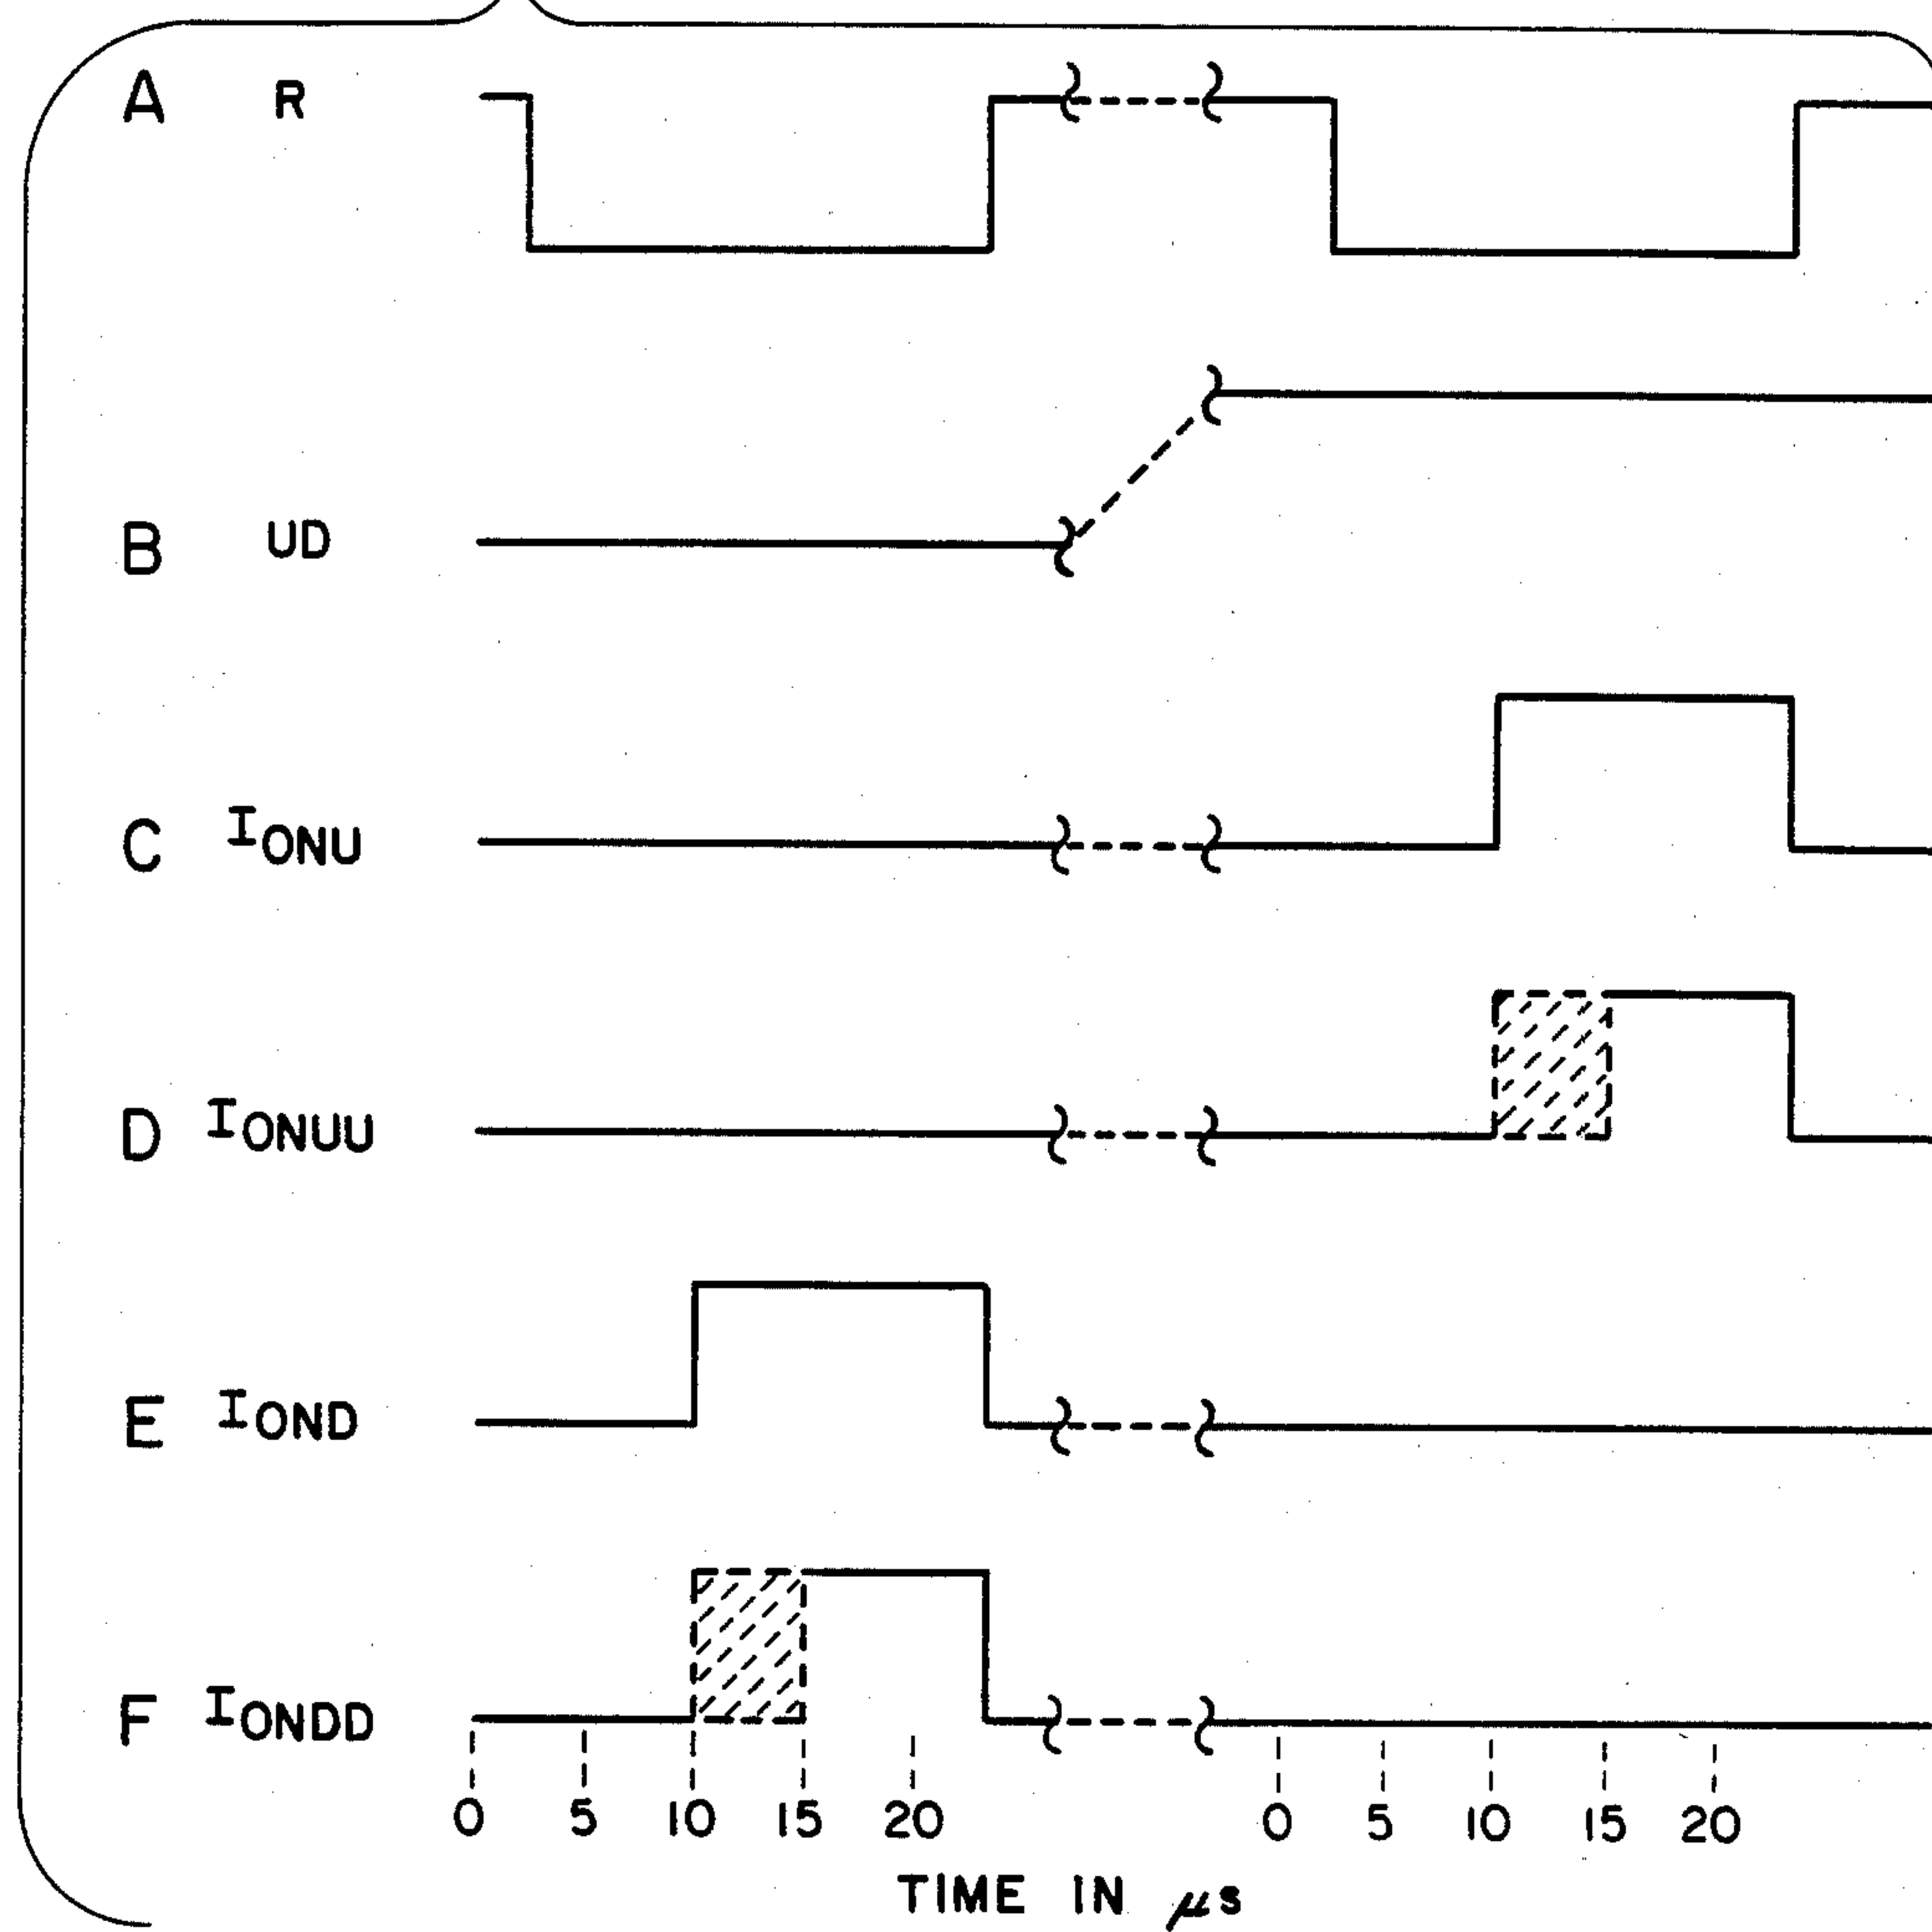 A R
B UD
C IONU
D IONUU
E IOND
F IONDD
0 5 10 15 20 0 5 10 15 20
TIME IN μs